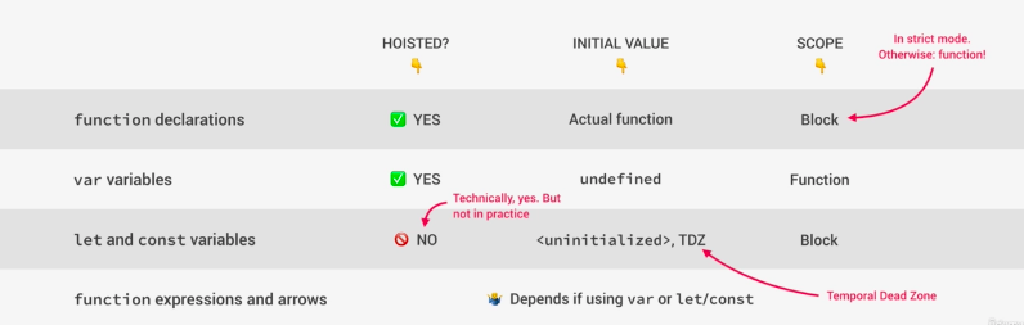 HOISTED? INITIAL VALUE SCOPE
In strict mode.
Otherwise: function!
function declarations YES Actual function Block
var variables YES undefined Function
Technically, yes. But
not in practice
let and const variables NO <uninitialized>, TDZ Block
function expressions and arrows Depends if using var or let/const
Temporal Dead Zone